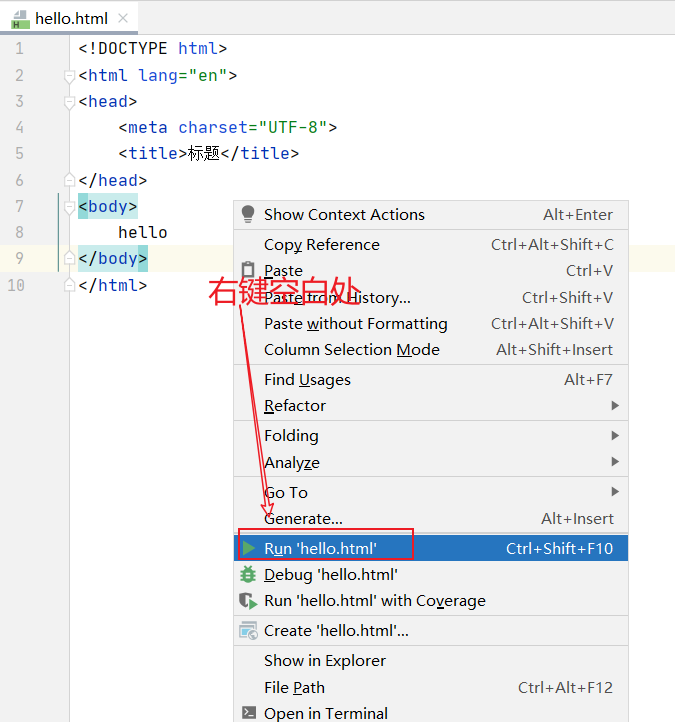 hello.html
1 <!DOCTYPE html>
2 <html lang="en">
3 <head>
4 <meta charset="UTF-8">
5 <title>标题</title>
6 </head>
7 <body>
8 hello
9 </body>
10 </html>
右键空白处
Show Context Actions Alt+Enter
Copy Reference Ctrl+Alt+Shift+C
Paste Ctrl+V
Paste from History... Ctrl+Shift+V
Paste without Formatting Ctrl+Alt+Shift+V
Column Selection Mode Alt+Shift+Insert
Find Usages Alt+F7
Refactor
Folding
Analyze
Go To
Generate... Alt+Insert
Run 'hello.html' Ctrl+Shift+F10
Debug 'hello.html'
Run 'hello.html' with Coverage
Create 'hello.html'...
Show in Explorer
File Path Ctrl+Alt+F12
Open in Terminal